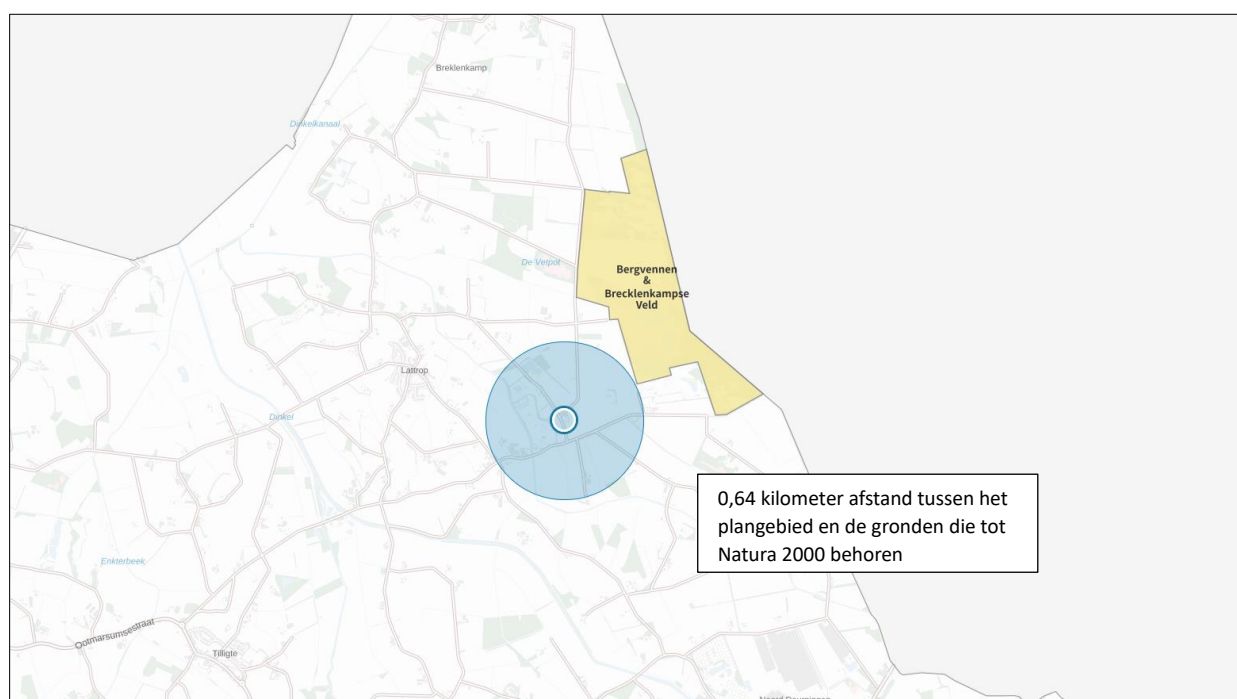 Breklenkamp
Dinkelkanaal
De Vetpot
Bergvennen
&
Brecklenkampse
Veld
Lattrop
Dinkel
0,64 kilometer afstand tussen het
plangebied en de gronden die tot
Natura 2000 behoren
Enkterbeek
Ootmarsumsestraat
Tilligte
Noord Deurningen